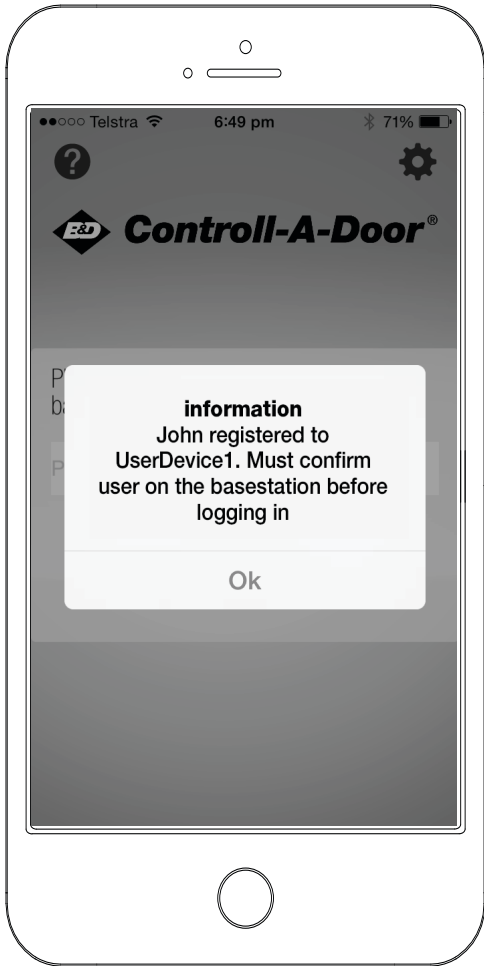 Telstra 6:49 pm 71%
?
B&D Controll-A-Door®
information
John registered to
UserDevice1. Must confirm
user on the basestation before
logging in
Ok